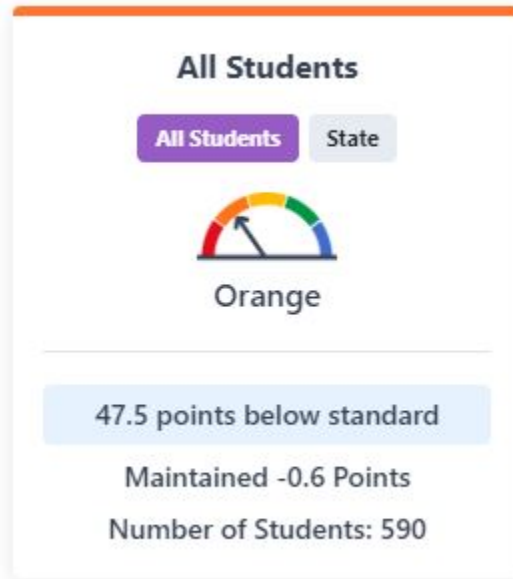 All Students
All Students State
Orange
47.5 points below standard
Maintained -0.6 Points
Number of Students: 590